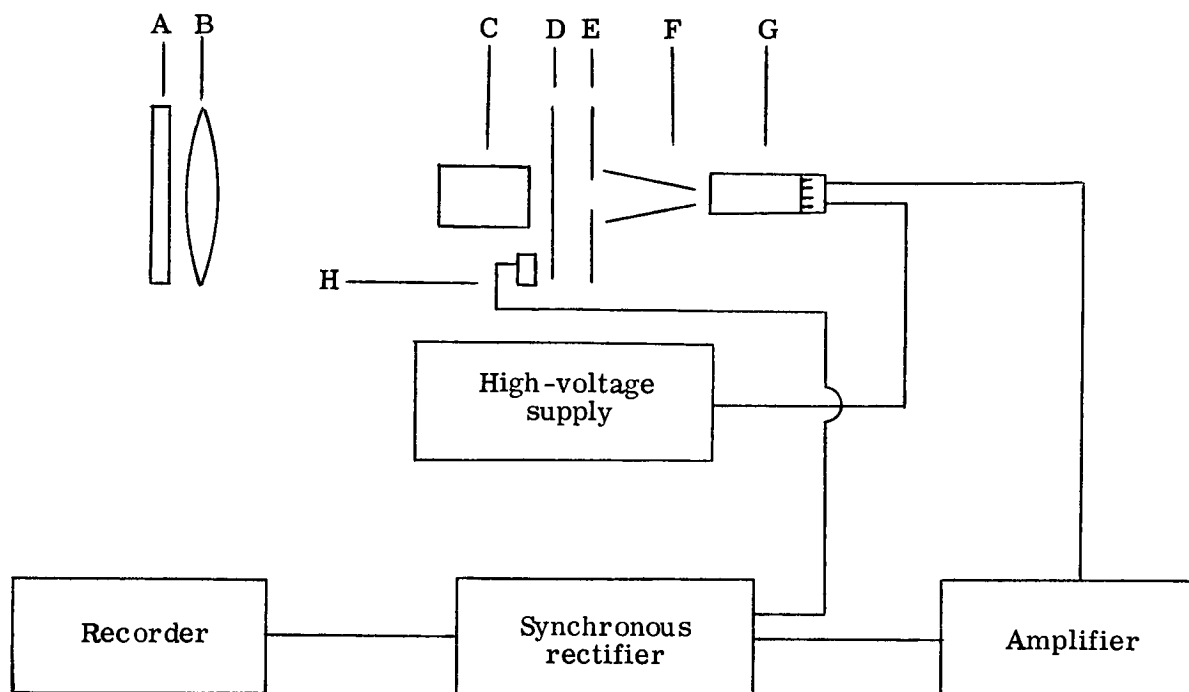 A B C D E F G
H
High-voltage
supply
Recorder
Synchronous
rectifier
Amplifier